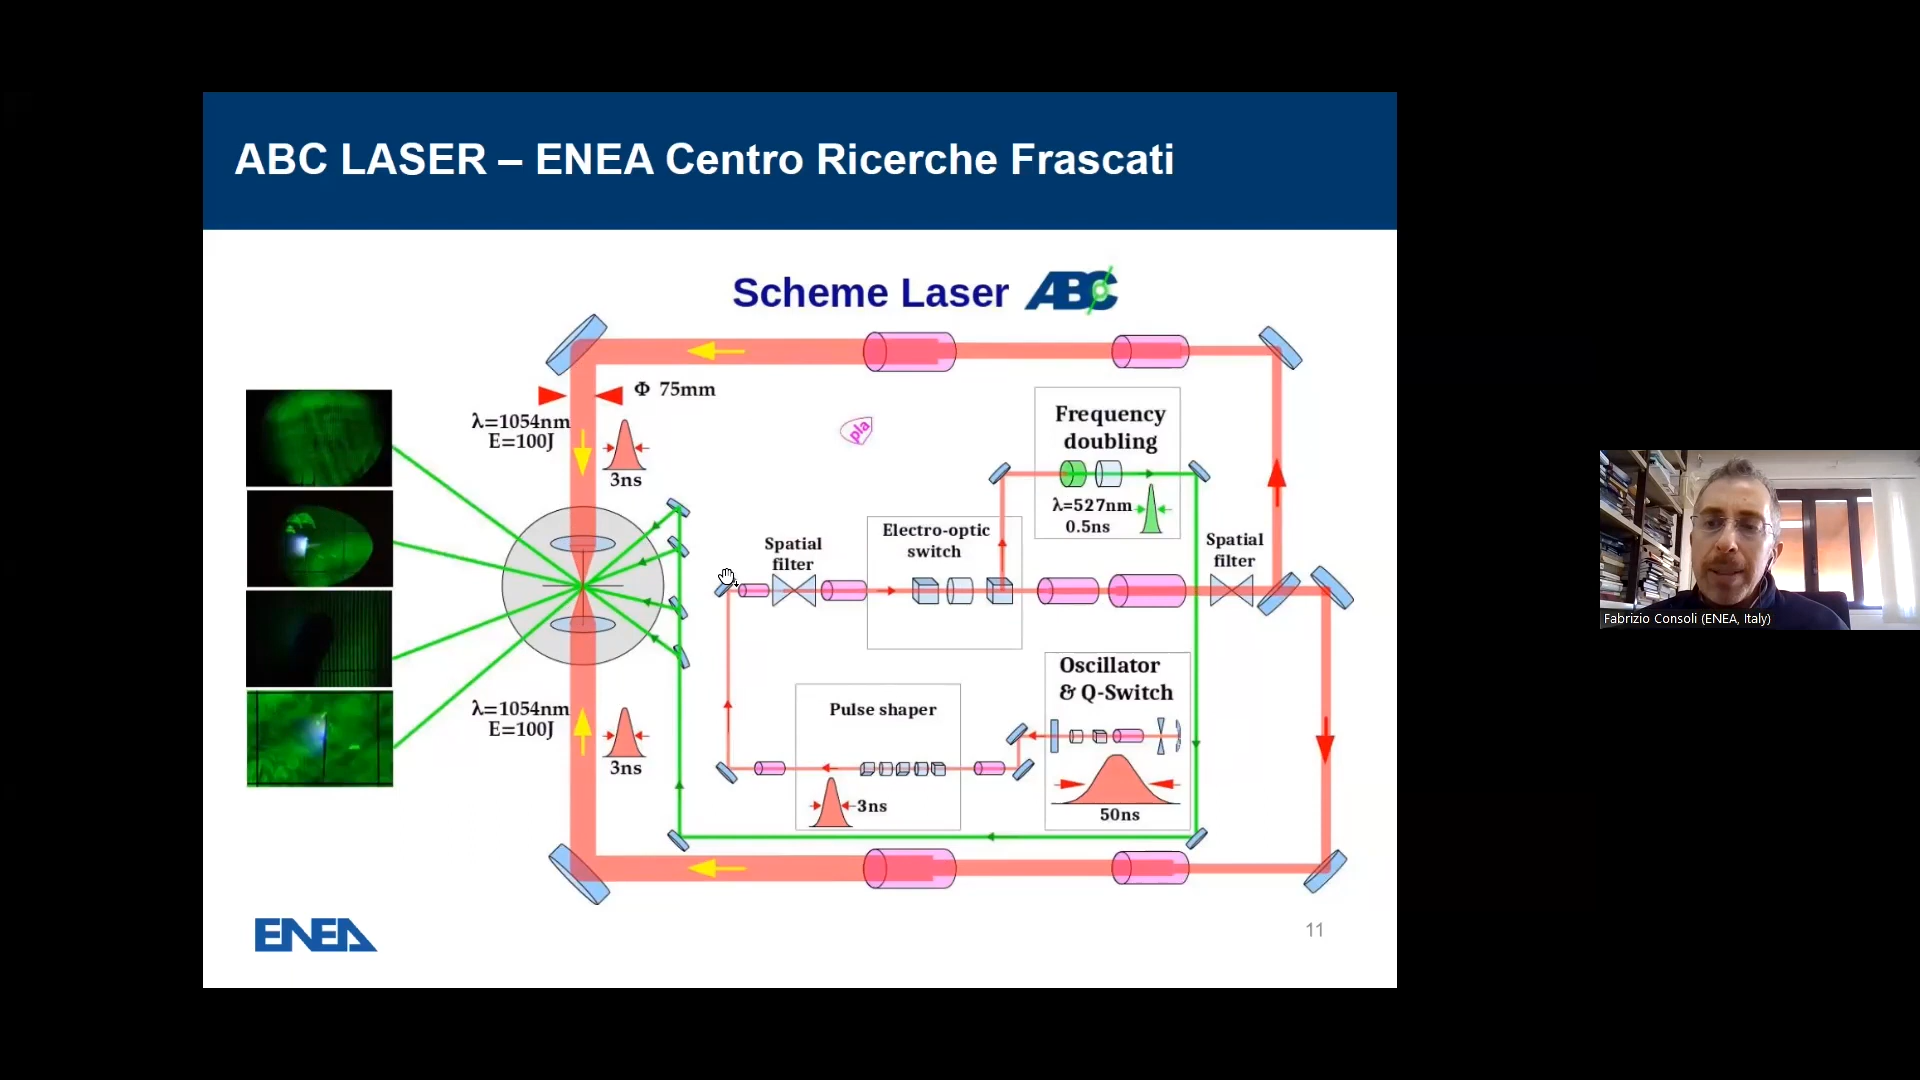 ABC LASER – ENEA Centro Ricerche Frascati
Scheme Laser ABC
Φ 75mm
λ=1054nm
E=100J
3ns
pla
Frequency
doubling
λ=527nm
0.5ns
Electro-optic
switch
Spatial
filter
Spatial
filter
Oscillator
& Q-Switch
50ns
Pulse shaper
3ns
λ=1054nm
E=100J
3ns
ENEA
11
Fabrizio Consoli (ENEA, Italy)